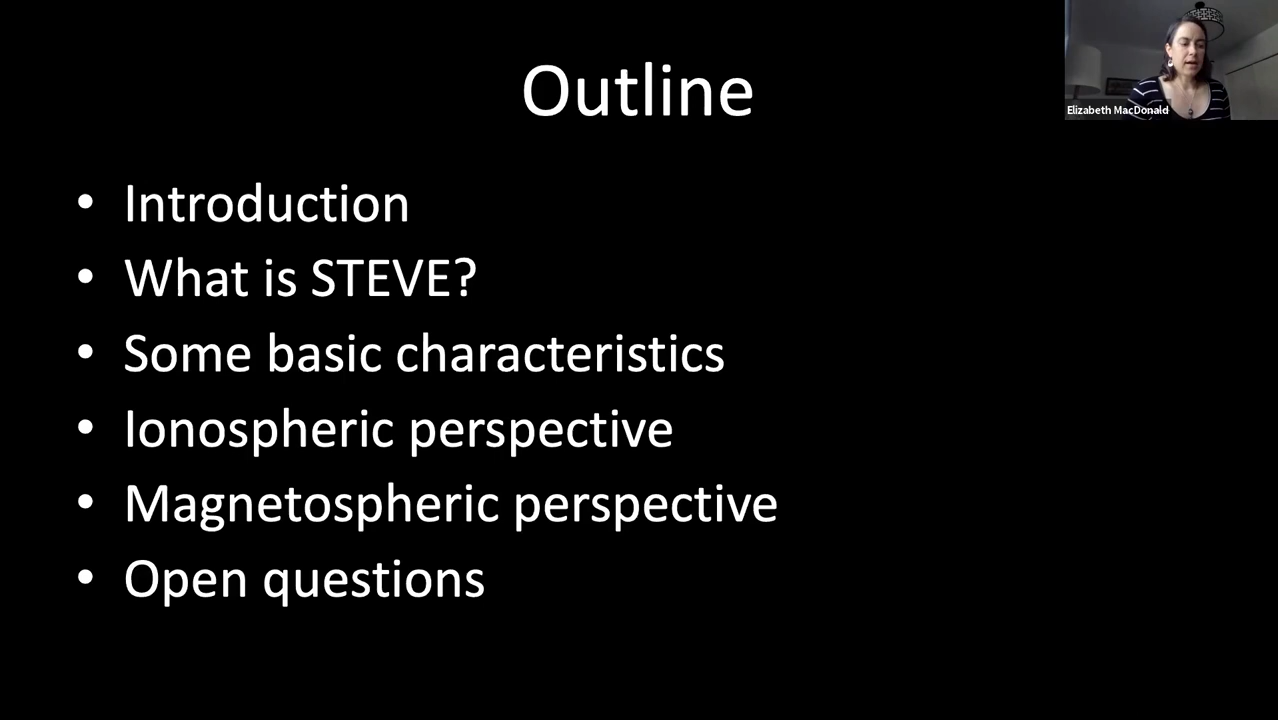 Outline
Elizabeth MacDonald
• Introduction
• What is STEVE?
• Some basic characteristics
• Ionospheric perspective
• Magnetospheric perspective
• Open questions